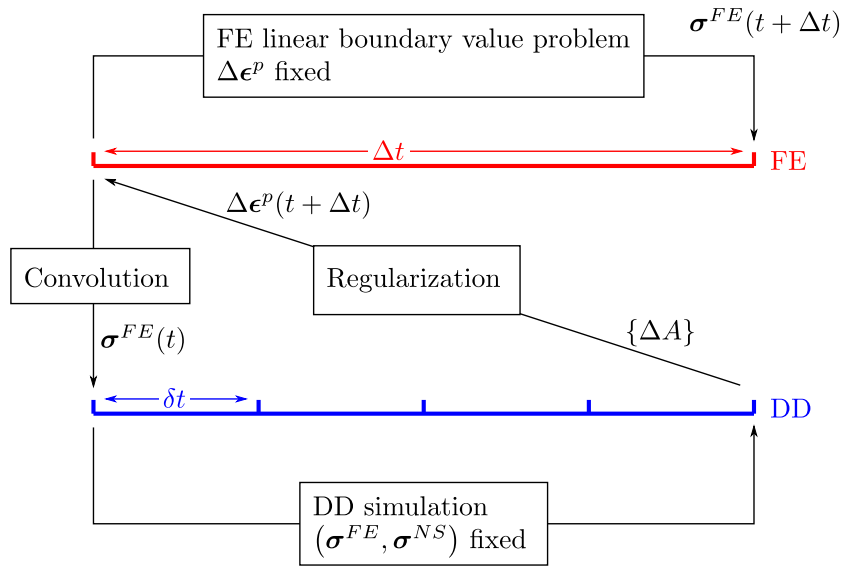 σ^{FE}(t + Δt)
FE linear boundary value problem
Δϵ^p fixed
Δt
FE
Δϵ^p(t + Δt)
Convolution
Regularization
σ^{FE}(t)
{ΔA}
δt
DD
DD simulation
(σ^{FE}, σ^{NS}) fixed